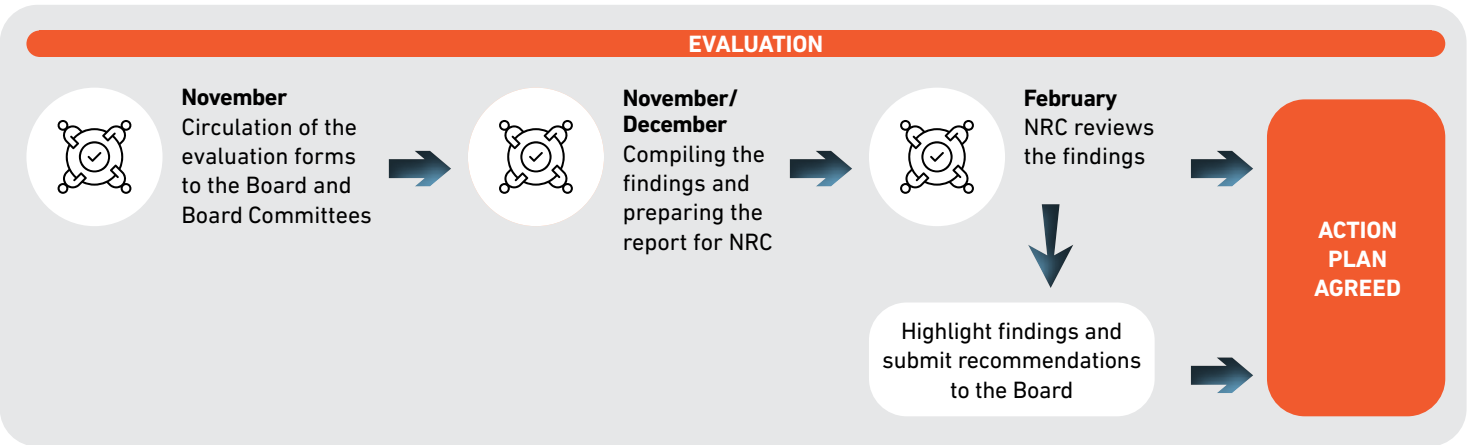 EVALUATION
November
Circulation of the
evaluation forms
to the Board and
Board Committees
November/
December
Compiling the
findings and
preparing the
report for NRC
February
NRC reviews
the findings
Highlight findings and
submit recommendations
to the Board
ACTION
PLAN
AGREED